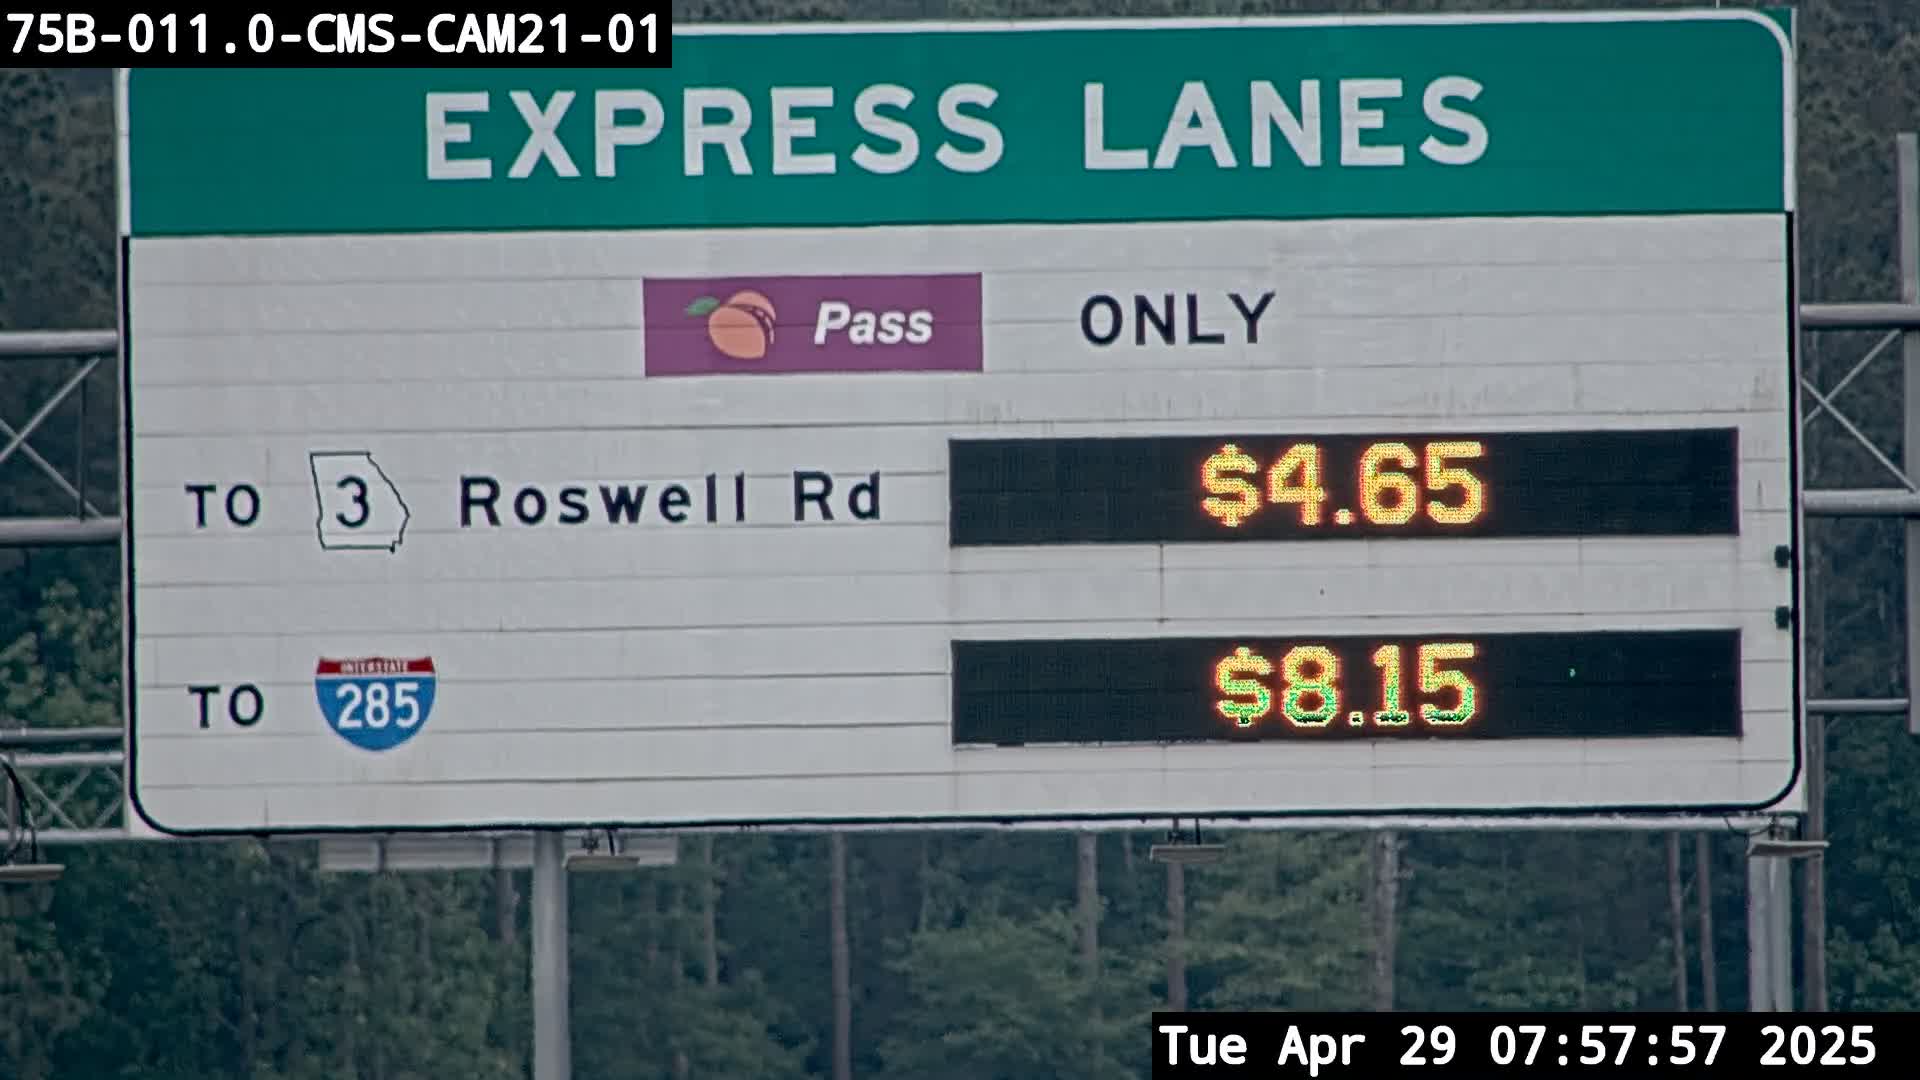 75B-011.0-CMS-CAM21-01
EXPRESS LANES
Pass ONLY
TO 3 Roswell Rd $4.65
TO INTERSTATE 285 $8.15
Tue Apr 29 07:57:57 2025